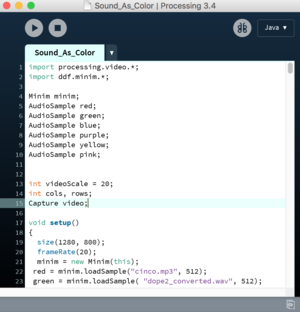 Sound_As_Color | Processing 3.4
Java ▼
Sound_As_Color ▼
1 import processing.video.*;
2 import ddf.minim.*;
3
4 Minim minim;
5 AudioSample red;
6 AudioSample green;
7 AudioSample blue;
8 AudioSample purple;
9 AudioSample yellow;
10 AudioSample pink;
11
12
13 int videoScale = 20;
14 int cols, rows;
15 Capture video;
16
17 void setup()
18 {
19 size(1280, 800);
20 frameRate(20);
21 minim = new Minim(this);
22 red = minim.loadSample("cinco.mp3", 512);
23 green = minim.loadSample( "dope2_converted.wav", 512);